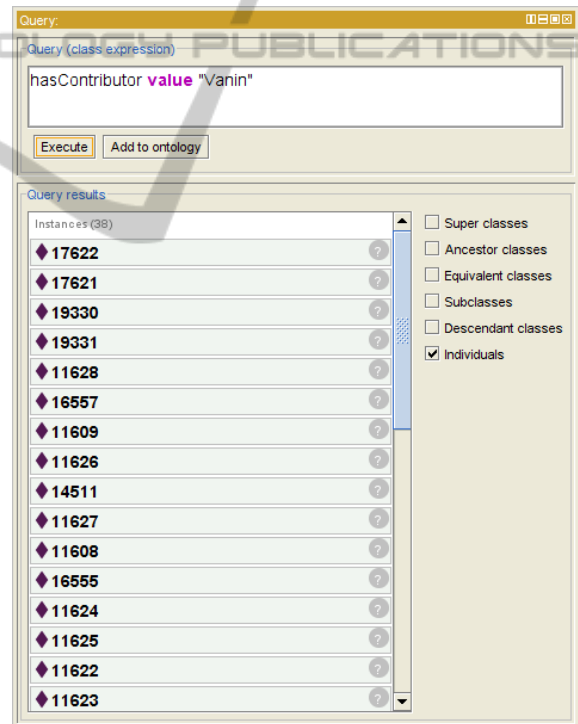 Query:
OLOGY PUBLICATIONS
Query (class expression)
hasContributor value "Vanin"
Execute Add to ontology
Query results
Instances (38)
17622
17621
19330
19331
11628
16557
11609
11626
14511
11627
11608
16555
11624
11625
11622
11623
Super classes
Ancestor classes
Equivalent classes
Subclasses
Descendant classes
Individuals